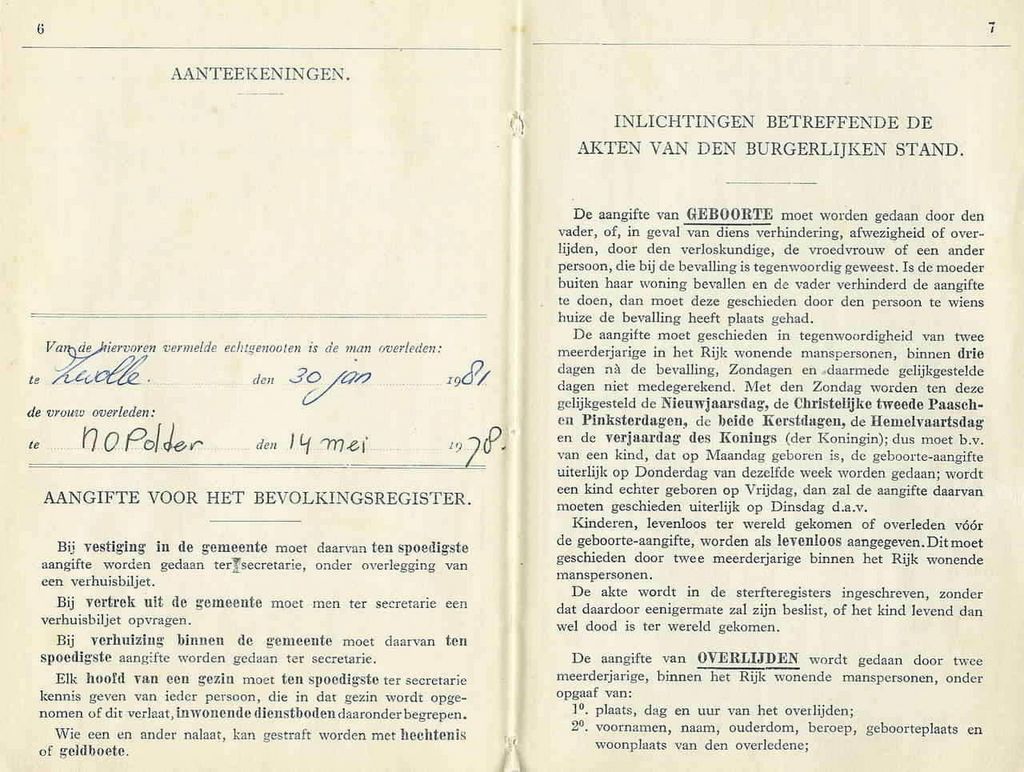 6
AANTEEKENINGEN.
Van de hiervoren vermelde echtgenooten is de man overleden:
te Zwolle. den 30 jan 1981
de vrouw overleden:
te NOPolder den 14 mei 1978.
AANGIFTE VOOR HET BEVOLKINGSREGISTER.
Bij vestiging in de gemeente moet daarvan ten spoedigste
aangifte worden gedaan ter secretarie, onder overlegging van
een verhuisbiljet.
Bij vertrek uit de gemeente moet men ter secretarie een
verhuisbiljet opvragen.
Bij verhuizing binnen de gemeente moet daarvan ten
spoedigste aangifte worden gedaan ter secretarie.
Elk hoofd van een gezin moet ten spoedigste ter secretarie
kennis geven van ieder persoon, die in dat gezin wordt opge-
nomen of dit verlaat, inwonende dienstboden daaronder begrepen.
Wie een en ander nalaat, kan gestraft worden met hechtenis
of geldboete.
7
INLICHTINGEN BETREFFENDE DE
AKTEN VAN DEN BURGERLIJKEN STAND.
De aangifte van GEBOORTE moet worden gedaan door den
vader, of, in geval van diens verhindering, afwezigheid of over-
lijden, door den verloskundige, de vroedvrouw of een ander
persoon, die bij de bevalling is tegenwoordig geweest. Is de moeder
buiten haar woning bevallen en de vader verhinderd de aangifte
te doen, dan moet deze geschieden door den persoon te wiens
huize de bevalling heeft plaats gehad.
De aangifte moet geschieden in tegenwoordigheid van twee
meerderjarige in het Rijk wonende manspersonen, binnen drie
dagen nà de bevalling, Zondagen en daarmede gelijkgestelde
dagen niet medegerekend. Met den Zondag worden ten deze
gelijkgesteld de Nieuwjaarsdag, de Christelijke tweede Paasch-
en Pinksterdagen, de beide Kerstdagen, de Hemelvaartsdag
en de verjaardag des Konings (der Koningin); dus moet b.v.
van een kind, dat op Maandag geboren is, de geboorte-aangifte
uiterlijk op Donderdag van dezelfde week worden gedaan; wordt
een kind echter geboren op Vrijdag, dan zal de aangifte daarvan
moeten geschieden uiterlijk op Dinsdag d.a.v.
Kinderen, levenloos ter wereld gekomen of overleden vóór
de geboorte-aangifte, worden als levenloos aangegeven. Dit moet
geschieden door twee meerderjarige binnen het Rijk wonende
manspersonen.
De akte wordt in de sterfteregisters ingeschreven, zonder
dat daardoor eenigermate zal zijn beslist, of het kind levend dan
wel dood is ter wereld gekomen.
De aangifte van OVERLIJDEN wordt gedaan door twee
meerderjarige, binnen het Rijk wonende manspersonen, onder
opgaaf van:
1º. plaats, dag en uur van het overlijden;
2º. voornamen, naam, ouderdom, beroep, geboorteplaats en
woonplaats van den overledene;